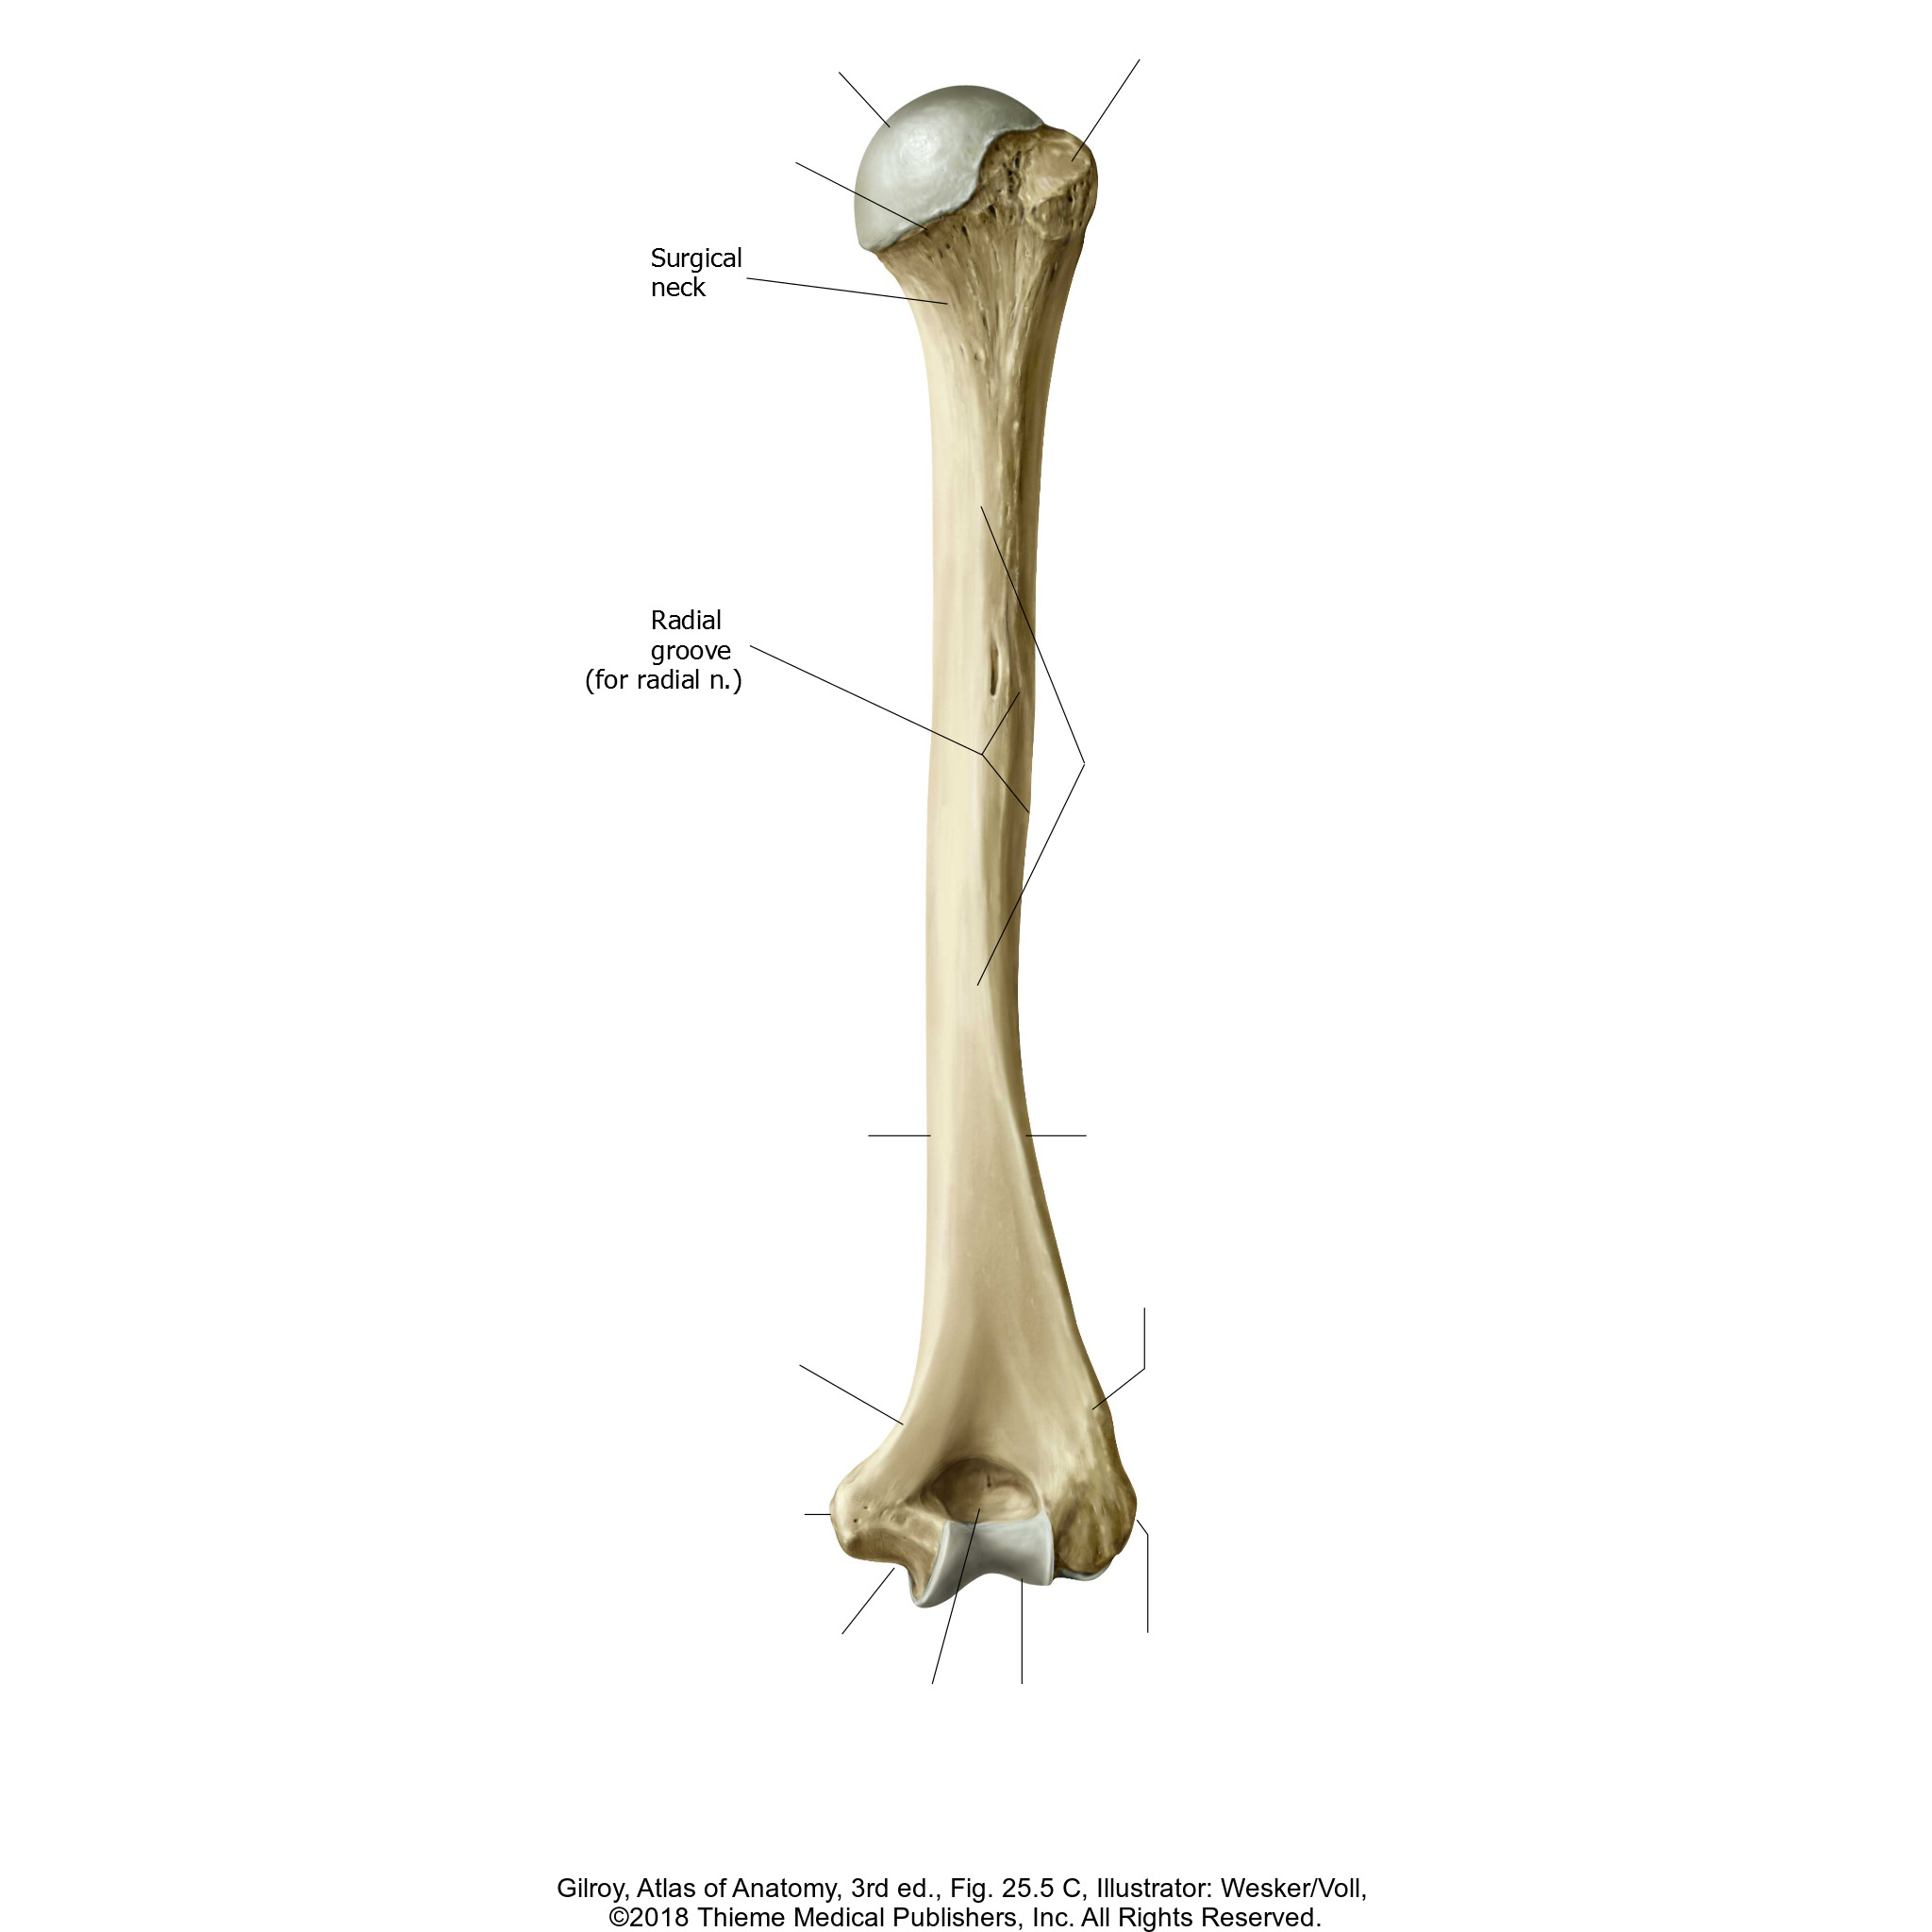 Surgical
neck
Radial
groove
(for radial n.)
Gilroy, Atlas of Anatomy, 3rd ed., Fig. 25.5 C, Illustrator: Wesker/Voll,
©2018 Thieme Medical Publishers, Inc. All Rights Reserved.